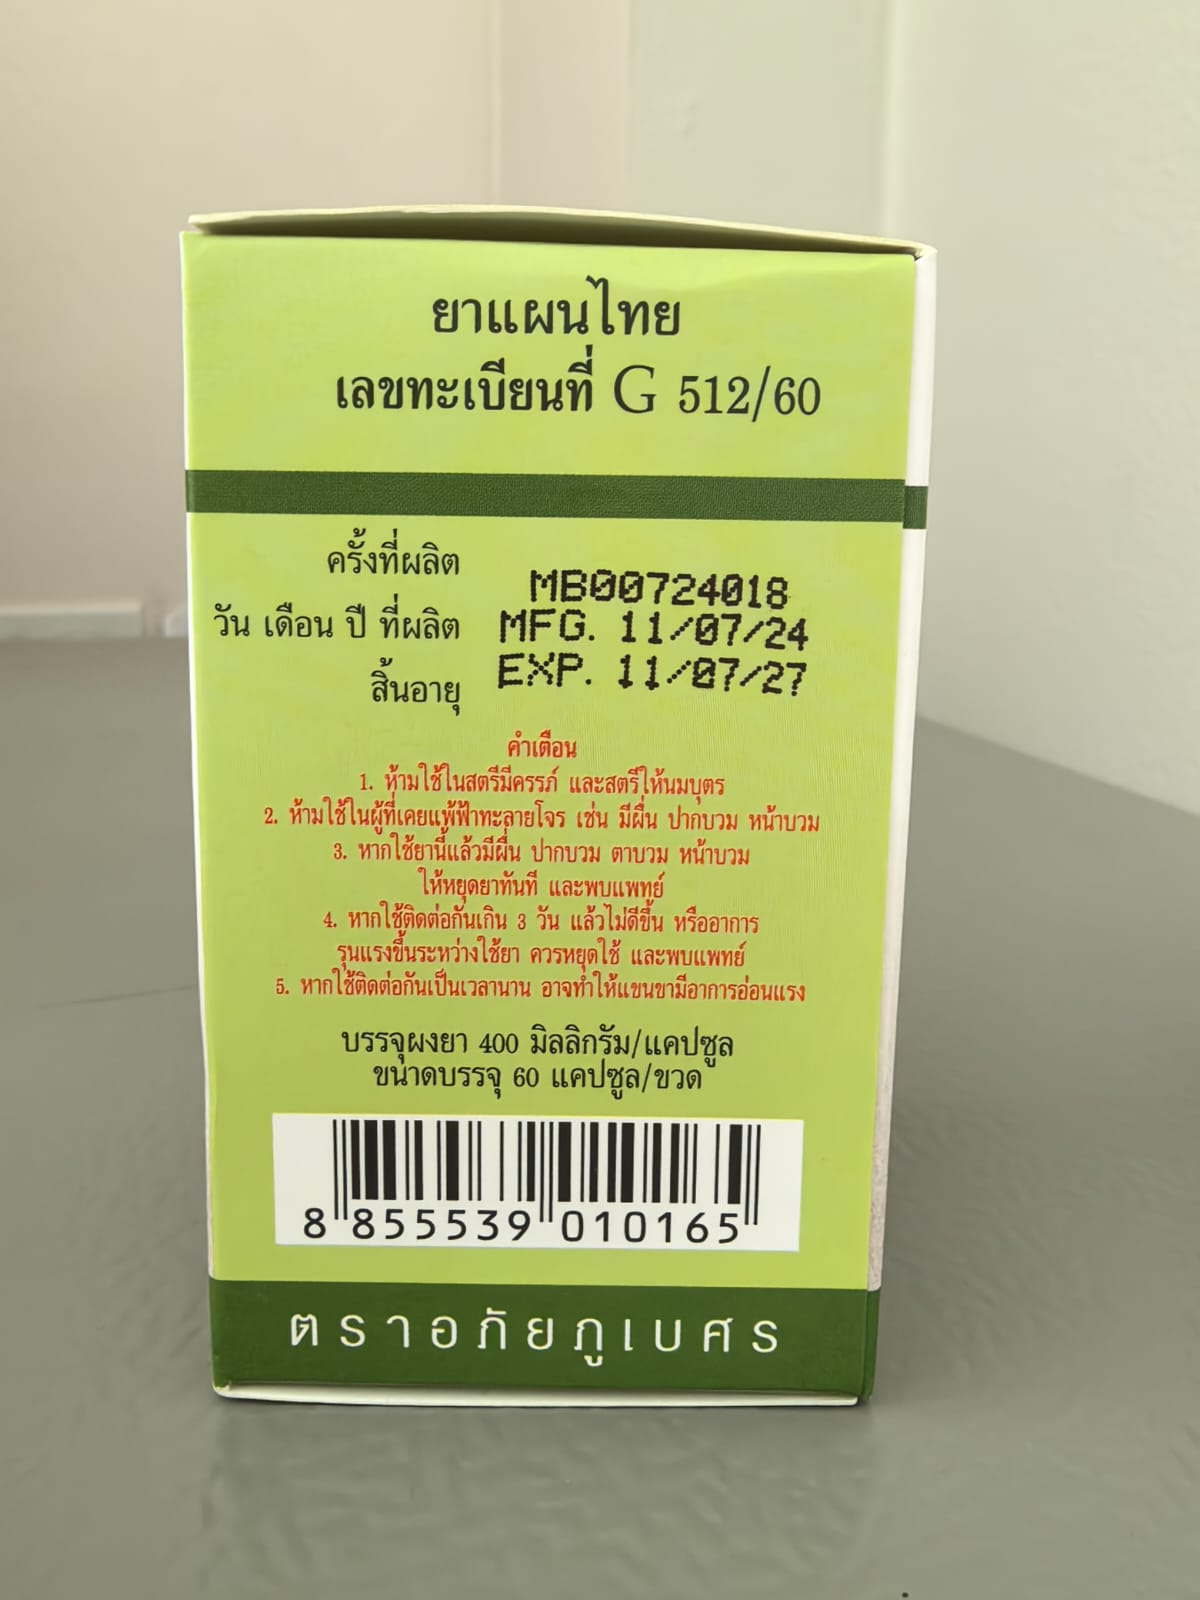 ยาแผนไทย
เลขทะเบียนที่ G 512/60
ครั้งที่ผลิต MB00724018
วัน เดือน ปี ที่ผลิต MFG. 11/07/24
สิ้นอายุ EXP. 11/07/27
คำเตือน
1. ห้ามใช้ในสตรีมีครรภ์ และสตรีให้นมบุตร
2. ห้ามใช้ในผู้ที่เคยแพ้ฟ้าทะลายโจร เช่น มีผื่น ปากบวม หน้าบวม
3. หากใช้ยานี้แล้วมีผื่น ปากบวม ตาบวม หน้าบวม
ให้หยุดยาทันที และพบแพทย์
4. หากใช้ติดต่อกันเกิน 3 วัน แล้วไม่ดีขึ้น หรืออาการ
รุนแรงขึ้นระหว่างใช้ยา ควรหยุดใช้ และพบแพทย์
5. หากใช้ติดต่อกันเป็นเวลานาน อาจทำให้แขนขามีอาการอ่อนแรง
บรรจุผงยา 400 มิลลิกรัม/แคปซูล
ขนาดบรรจุ 60 แคปซูล/ขวด
8 855539 010165
ตราอภัยภูเบศร